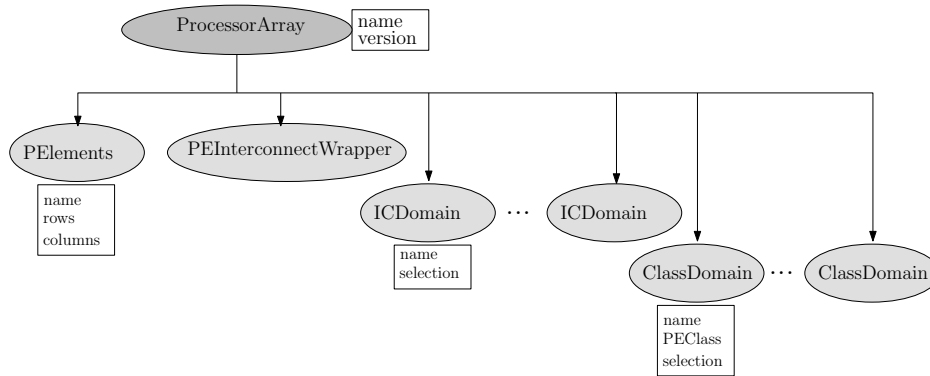 ProcessorArray
name
version
PElements
PEInterconnectWrapper
name
rows
columns
ICDomain
...
ICDomain
name
selection
ClassDomain
...
ClassDomain
name
PEClass
selection